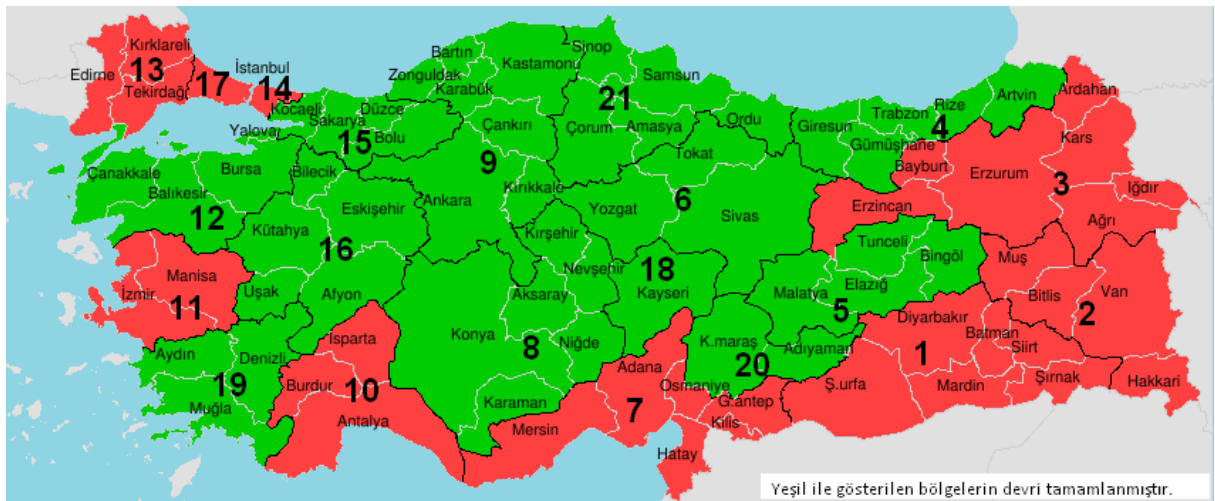 Kırklareli
Edirne
13
Tekirdağ
17
İstanbul
14
Kocaeli
Yalova
Sakarya
Düzce
15
Bolu
Zonguldak
Bartın
Karabük
Kastamonu
Sinop
Samsun
21
Çankırı
Çorum
Amasya
Ordu
Giresun
Trabzon
Rize
Artvin
Ardahan
4
Gümüşhane
Bayburt
Kars
Erzurum
3
Iğdır
Ağrı
Erzincan
Çanakkale
Balıkesir
Bursa
Bilecik
12
Kütahya
Eskişehir
16
Ankara
9
Kırıkkale
Kırşehir
Yozgat
6
Tokat
Sivas
Tunceli
Bingöl
Muş
Bitlis
Van
2
Manisa
İzmir
11
Uşak
Afyon
Nevşehir
18
Kayseri
Aksaray
Konya
8
Niğde
Malatya
Elazığ
5
Diyarbakır
Batman
1
Siirt
Şırnak
Hakkari
Mardin
Ş.urfa
Adıyaman
K.maraş
20
Aydın
Denizli
19
Muğla
Isparta
Burdur
10
Antalya
Karaman
Mersin
Adana
7
Osmaniye
G.antep
Kilis
Hatay
Yeşil ile gösterilen bölgelerin devri tamamlanmıştır.